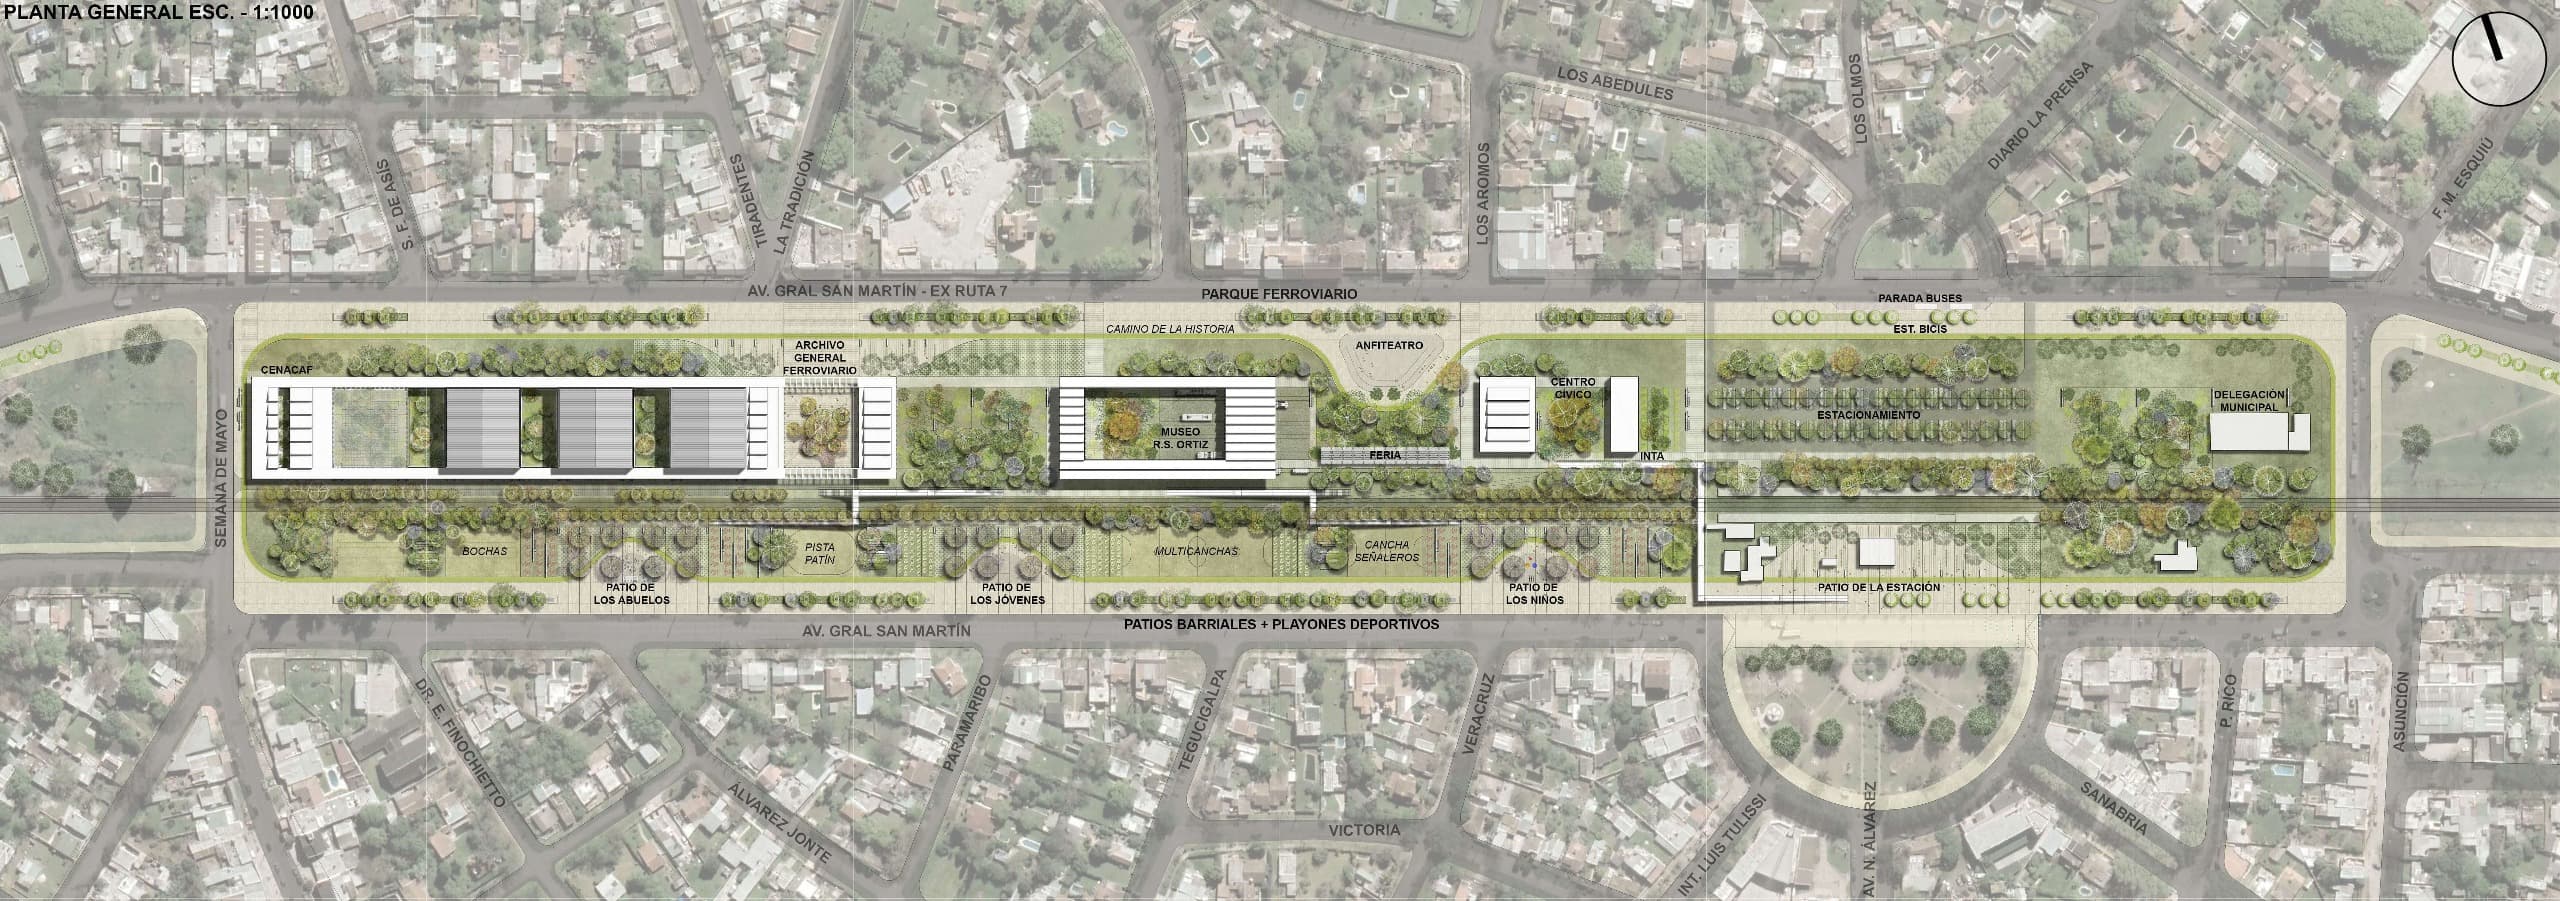 PLANTA GENERAL ESC. - 1:1000
LOS ABEDULES
LOS OLMOS
DIARIO LA PRENSA
F. M. ESQUIÚ
S. F. DE ASÍS
TIRADENTES
LA TRADICIÓN
LOS AROMOS
AV. GRAL SAN MARTÍN - EX RUTA 7
PARQUE FERROVIARIO
PARADA BUSES
EST. BICIS
CAMINO DE LA HISTORIA
ARCHIVO
GENERAL
FERROVIARIO
ANFITEATRO
CENACAF
CENTRO
CÍVICO
DELEGACIÓN
MUNICIPAL
ESTACIONAMIENTO
MUSEO
R.S. ORTIZ
FERIA
INTA
SEMANA DE MAYO
BOCHAS
PISTA
PATÍN
MULTICANCHAS
CANCHA
SEÑALEROS
PATIO DE
LOS ABUELOS
PATIO DE
LOS JÓVENES
PATIO DE
LOS NIÑOS
PATIO DE LA ESTACIÓN
AV. GRAL SAN MARTÍN
PATIOS BARRIALES + PLAYONES DEPORTIVOS
DR. E. FINOCHIETTO
ÁLVAREZ JONTE
PARAMARIBO
TEGUCIGALPA
VERACRUZ
VICTORIA
INT. LUIS TULISSI
AV. N. ÁLVAREZ
SANABRIA
P. RICO
ASUNCIÓN